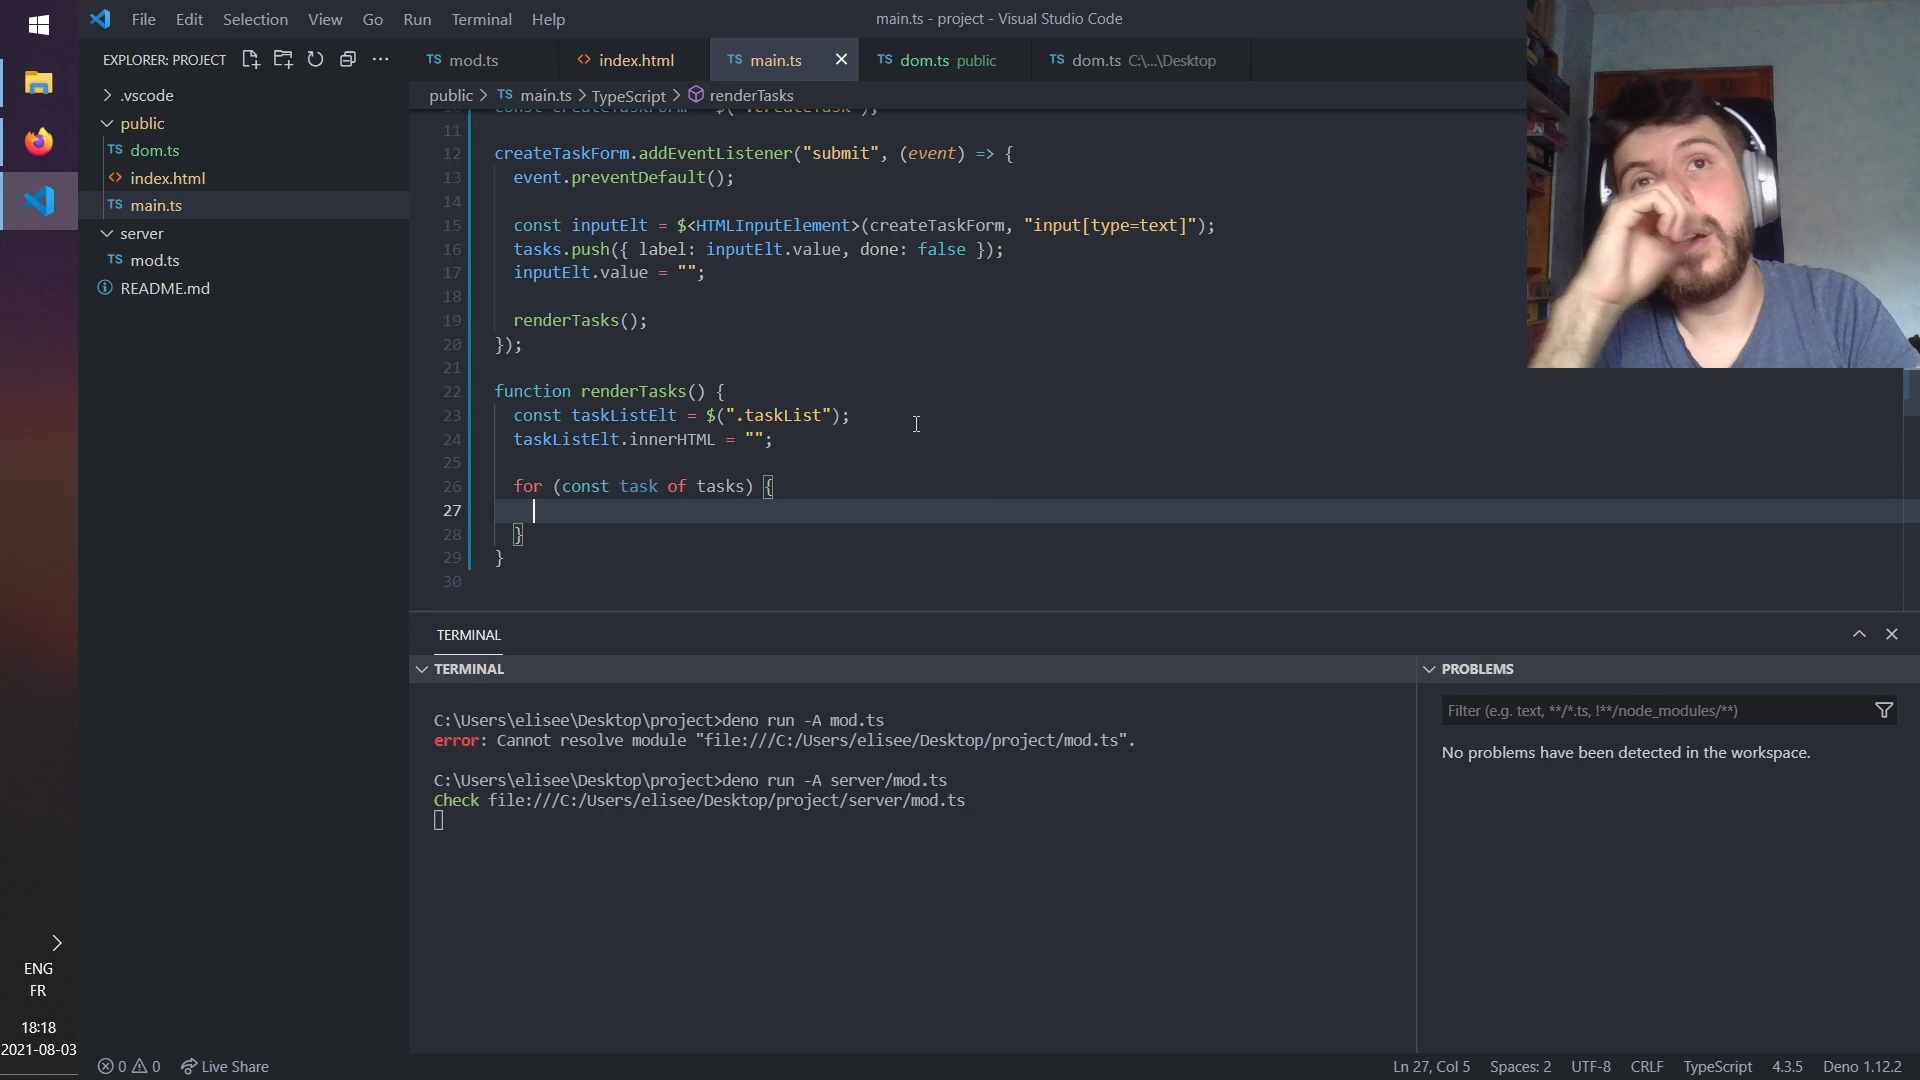 File Edit Selection View Go Run Terminal Help
main.ts - project - Visual Studio Code
EXPLORER: PROJECT
TS mod.ts
<> index.html
TS main.ts
TS dom.ts public
TS dom.ts C:\...\Desktop
public > TS main.ts > TypeScript > renderTasks
.vscode
public
TS dom.ts
<> index.html
TS main.ts
server
TS mod.ts
README.md
11
12 createTaskForm.addEventListener("submit", (event) => {
13 event.preventDefault();
14
15 const inputElt = $<HTMLInputElement>(createTaskForm, "input[type=text]");
16 tasks.push({ label: inputElt.value, done: false });
17 inputElt.value = "";
18
19 renderTasks();
20 });
21
22 function renderTasks() {
23 const taskListElt = $(".taskList");
24 taskListElt.innerHTML = "";
25
26 for (const task of tasks) {
27
28 }
29 }
30
TERMINAL
TERMINAL
C:\Users\elisee\Desktop\project>deno run -A mod.ts
error: Cannot resolve module "file:///C:/Users/elisee/Desktop/project/mod.ts".
C:\Users\elisee\Desktop\project>deno run -A server/mod.ts
Check file:///C:/Users/elisee/Desktop/project/server/mod.ts
PROBLEMS
Filter (e.g. text, **/*.ts, !**/node_modules/**)
No problems have been detected in the workspace.
ENG
FR
18:18
2021-08-03
0 0 Live Share
Ln 27, Col 5 Spaces: 2 UTF-8 CRLF TypeScript 4.3.5 Deno 1.12.2